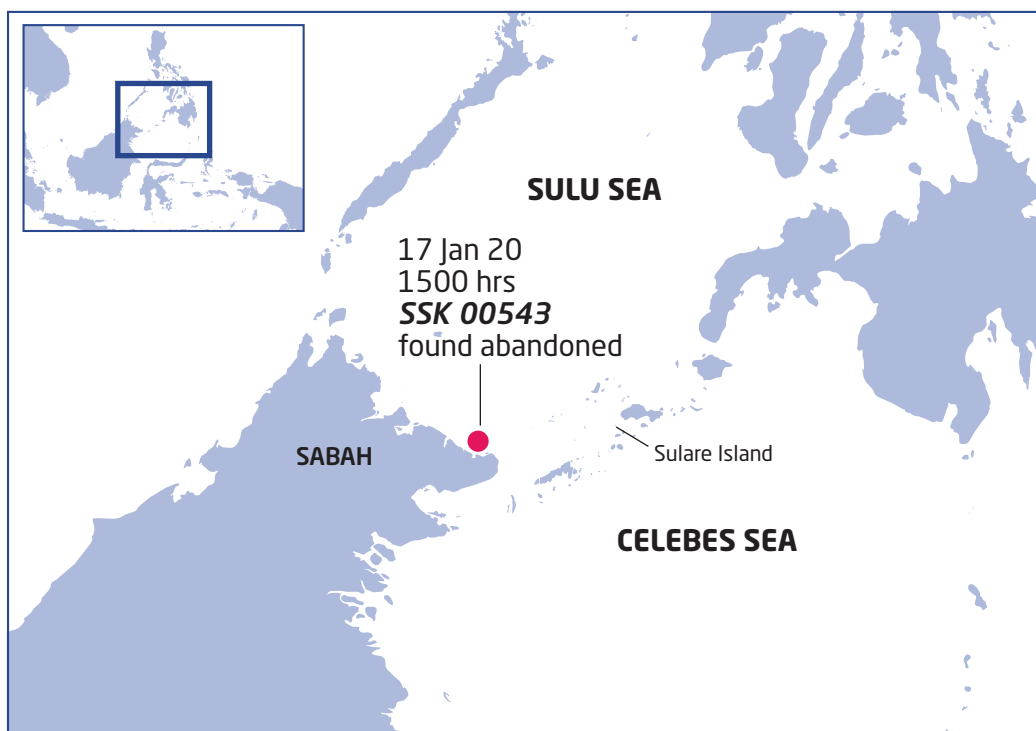 SULU SEA
17 Jan 20
1500 hrs
SSK 00543
found abandoned
SABAH
Sulare Island
CELEBES SEA